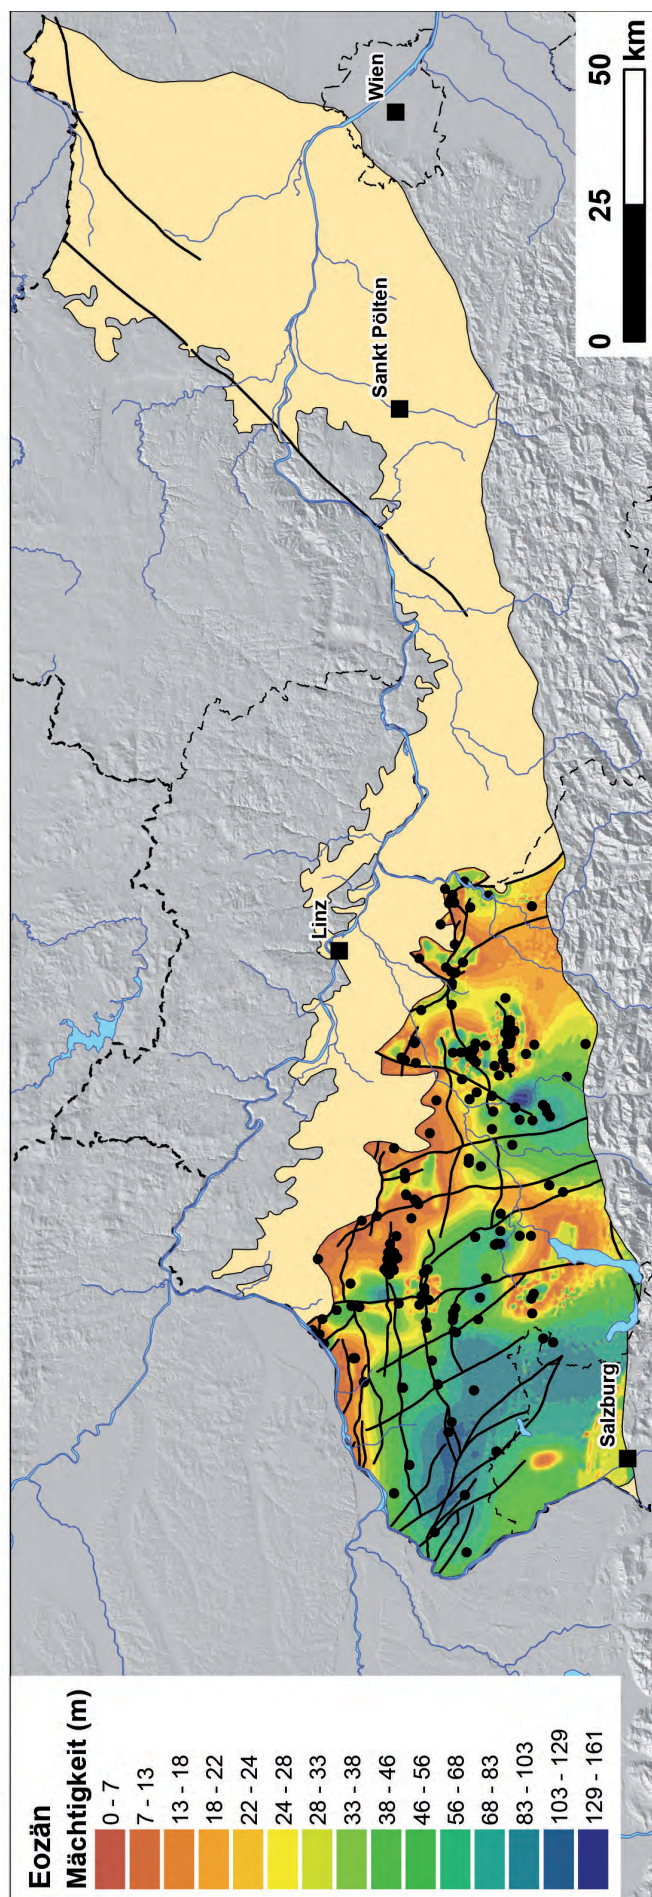 Eozän
Mächtigkeit (m)
0 - 7
7 - 13
13 - 18
18 - 22
22 - 24
24 - 28
28 - 33
33 - 38
38 - 46
46 - 56
56 - 68
68 - 83
83 - 103
103 - 129
129 - 161
Salzburg
Linz
Sankt Pölten
Wien
0 25 50
km